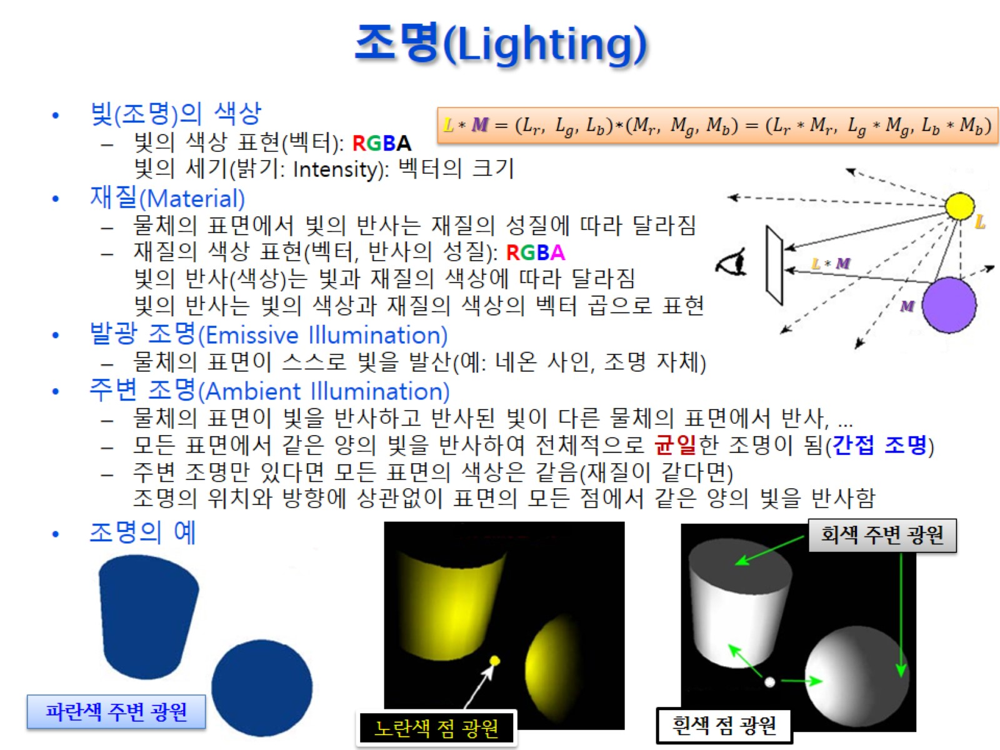 조명(Lighting)
• 빛(조명)의 색상
– 빛의 색상 표현(벡터): RGBA
빛의 세기(밝기: Intensity): 벡터의 크기
L * M = (Lr, Lg, Lb)*(Mr, Mg, Mb) = (Lr * Mr, Lg * Mg, Lb * Mb)
• 재질(Material)
– 물체의 표면에서 빛의 반사는 재질의 성질에 따라 달라짐
– 재질의 색상 표현(벡터, 반사의 성질): RGBA
빛의 반사(색상)는 빛과 재질의 색상에 따라 달라짐
빛의 반사는 빛의 색상과 재질의 색상의 벡터 곱으로 표현
L
L * M
M
• 발광 조명(Emissive Illumination)
– 물체의 표면이 스스로 빛을 발산(예: 네온 사인, 조명 자체)
• 주변 조명(Ambient Illumination)
– 물체의 표면이 빛을 반사하고 반사된 빛이 다른 물체의 표면에서 반사, ...
– 모든 표면에서 같은 양의 빛을 반사하여 전체적으로 균일한 조명이 됨(간접 조명)
– 주변 조명만 있다면 모든 표면의 색상은 같음(재질이 같다면)
조명의 위치와 방향에 상관없이 표면의 모든 점에서 같은 양의 빛을 반사함
• 조명의 예
회색 주변 광원
파란색 주변 광원
노란색 점 광원
흰색 점 광원